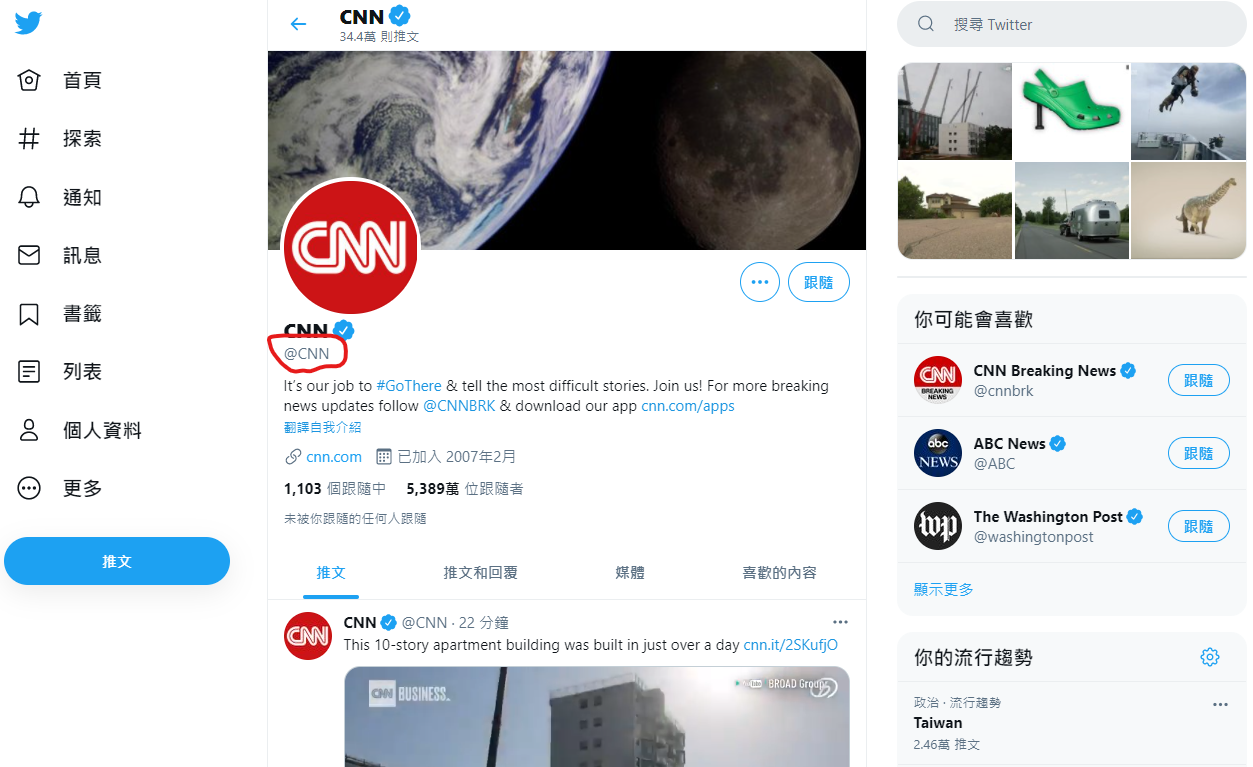 首頁
探索
通知
訊息
書籤
列表
個人資料
更多
推文
CNN
34.4萬 則推文
CNN
跟隨
CNN
@CNN
It's our job to #GoThere & tell the most difficult stories. Join us! For more breaking
news updates follow @CNNBRK & download our app cnn.com/apps
翻譯自我介紹
cnn.com 已加入 2007年2月
1,103 個跟隨中 5,389萬 位跟隨者
未被你跟隨的任何人跟隨
推文 推文和回覆 媒體 喜歡的內容
CNN
CNN @CNN · 22 分鐘
This 10-story apartment building was built in just over a day cnn.it/2SKufjO
CNN BUSINESS
BROAD Group
搜尋 Twitter
你可能會喜歡
CNN
BREAKING
NEWS
CNN Breaking News
@cnnbrk
跟隨
abc
NEWS
ABC News
@ABC
跟隨
wp
The Washington Post
@washingtonpost
跟隨
顯示更多
你的流行趨勢
政治 · 流行趨勢
Taiwan
2.46萬 推文